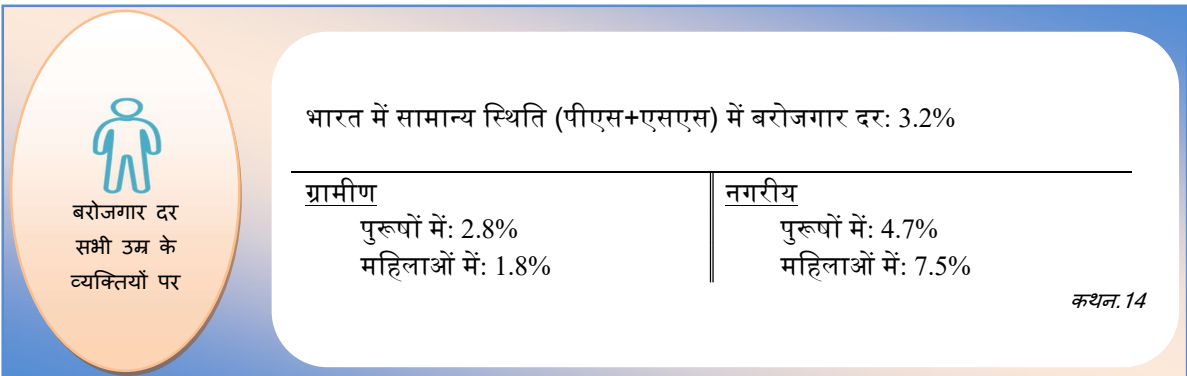 बरोजगार दर
सभी उम्र के
व्यक्तियों पर
भारत में सामान्य स्थिति (पीएस+एसएस) में बरोजगार दर: 3.2%
ग्रामीण
पुरूषों में: 2.8%
महिलाओं में: 1.8%
नगरीय
पुरूषों में: 4.7%
महिलाओं में: 7.5%
कथन.14